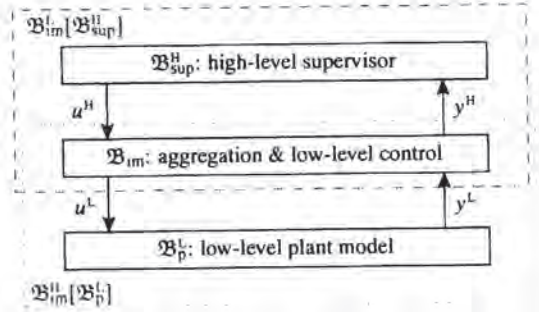 𝔅ᴸᵢₘ[𝔅ᴴₛᵤₚ]
𝔅ᴴₛᵤₚ: high-level supervisor
uᴴ yᴴ
𝔅ᵢₘ: aggregation & low-level control
uᴸ yᴸ
𝔅ᴸₚ: low-level plant model
𝔅ᴴᵢₘ[𝔅ᴸₚ]